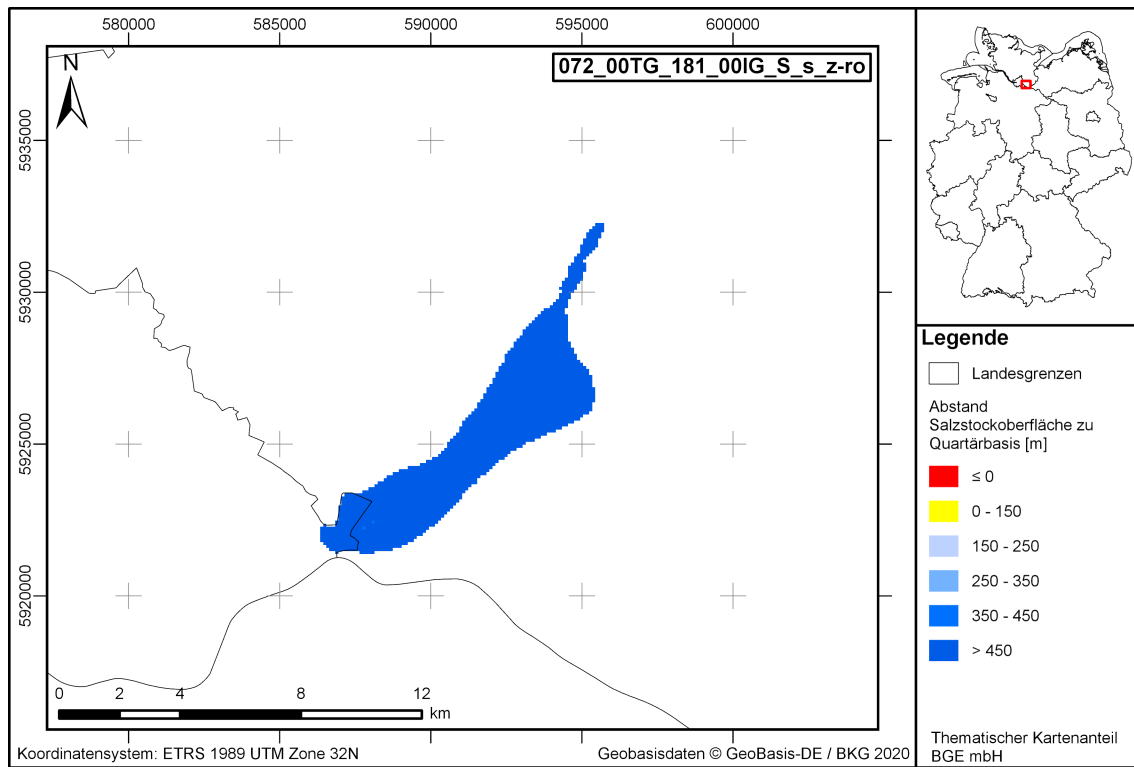 580000 585000 590000 595000 600000
072_00TG_181_00IG_S_s_z-ro
N
5935000
5930000
5925000
5920000
0 2 4 8 12
km
Koordinatensystem: ETRS 1989 UTM Zone 32N
Geobasisdaten © GeoBasis-DE / BKG 2020
Legende
Landesgrenzen
Abstand
Salzstockoberfläche zu
Quartärbasis [m]
≤ 0
0 - 150
150 - 250
250 - 350
350 - 450
> 450
Thematischer Kartenanteil
BGE mbH